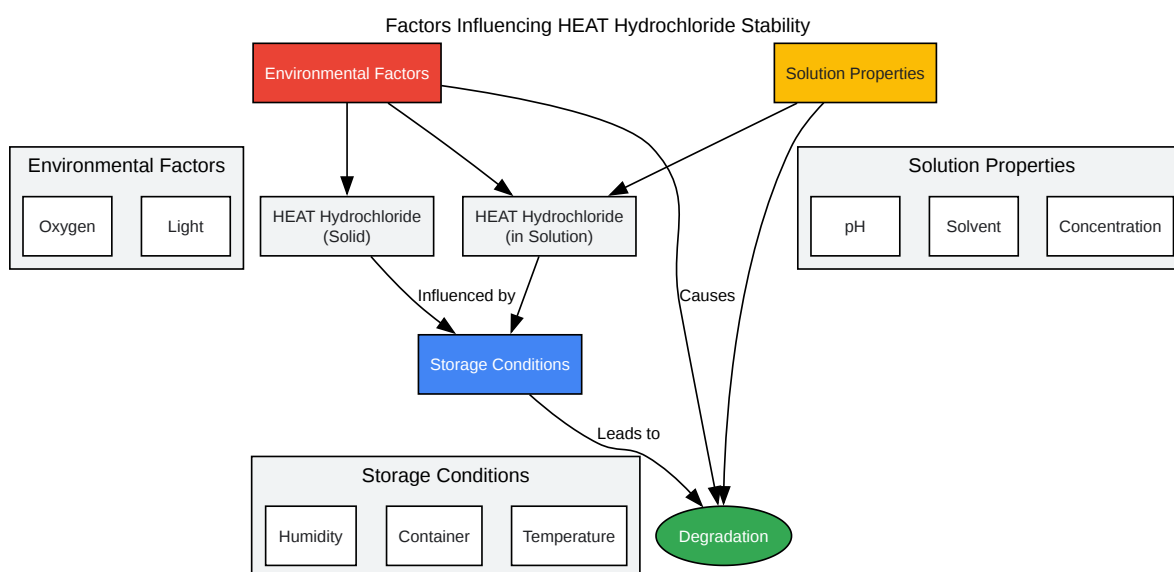 Factors Influencing HEAT Hydrochloride Stability
Environmental Factors
Solution Properties
Environmental Factors
Oxygen
Light
HEAT Hydrochloride
(Solid)
HEAT Hydrochloride
(in Solution)
Solution Properties
pH
Solvent
Concentration
Influenced by
Causes
Storage Conditions
Leads to
Storage Conditions
Humidity
Container
Temperature
Degradation